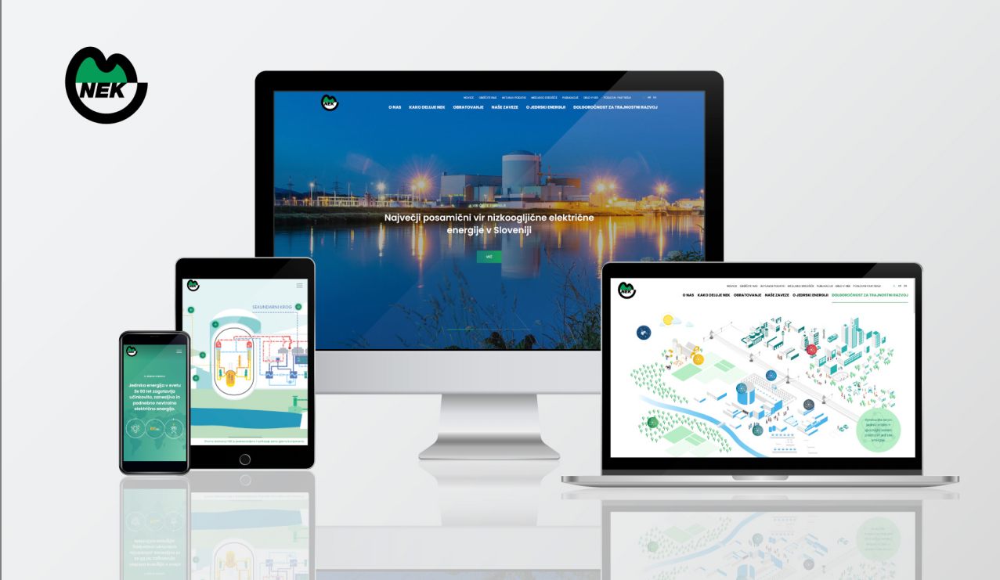 NEK
NEK
NOVICE OBIŠČITE NAS AKTUALNI PODATKI MEDIJSKO SREDIŠČE PUBLIKACIJE DELO V NEK POSLOVNI PARTNERJI
O NAS KAKO DELUJE NEK OBRATOVANJE NAŠE ZAVEZE O JEDRSKI ENERGIJI DOLGOROČNOST ZA TRAJNOSTNI RAZVOJ
Največji posamični vir nizkoogljične električne
energije v Sloveniji
VEČ
SEKUNDARNI KROG
NEK
NOVICE OBIŠČITE NAS AKTUALNI PODATKI MEDIJSKO SREDIŠČE PUBLIKACIJE DELO V NEK POSLOVNI PARTNERJI
O NAS KAKO DELUJE NEK OBRATOVANJE NAŠE ZAVEZE O JEDRSKI ENERGIJI DOLGOROČNOST ZA TRAJNOSTNI RAZVOJ
Jedrska energija v svetu
že 60 let zagotavlja
učinkovito, zanesljivo in
podnebno nevtralno
električno energijo.